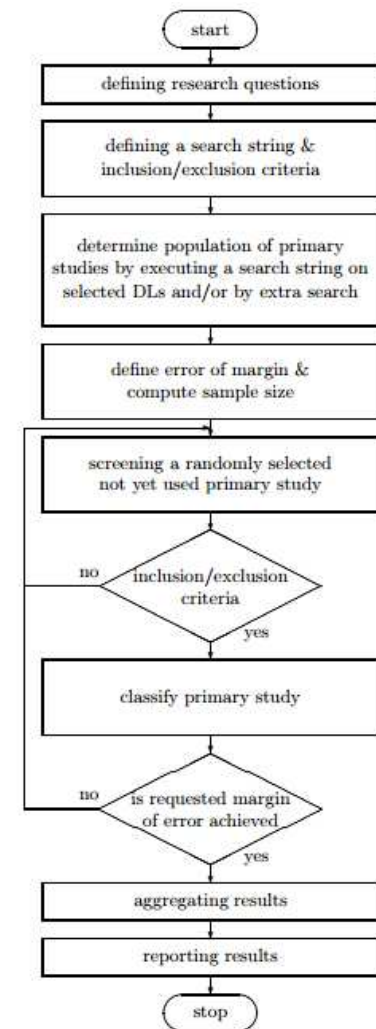 start
defining research questions
defining a search string &
inclusion/exclusion criteria
determine population of primary
studies by executing a search string on
selected DLs and/or by extra search
define error of margin &
compute sample size
screening a randomly selected
not yet used primary study
no
inclusion/exclusion
criteria
yes
classify primary study
no
is requested margin
of error achieved
yes
aggregating results
reporting results
stop